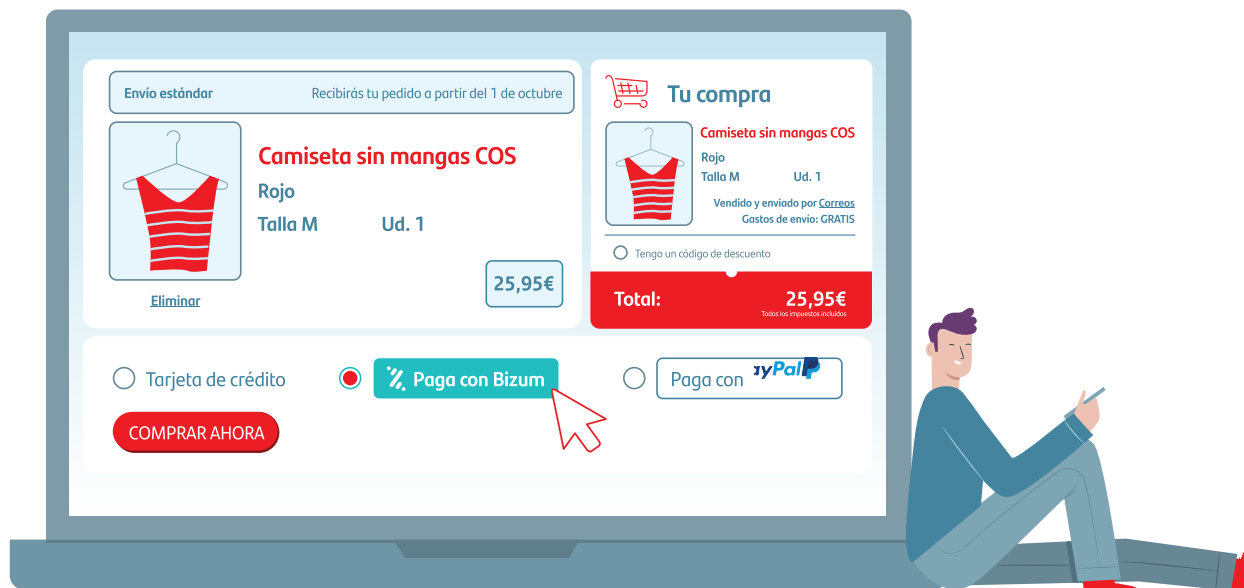 Envío estándar
Recibirás tu pedido a partir del 1 de octubre
Camiseta sin mangas COS
Rojo
Talla M
Ud. 1
25,95€
Eliminar
Tu compra
Camiseta sin mangas COS
Rojo
Talla M
Ud. 1
Vendido y enviado por Correos
Gastos de envío: GRATIS
Tengo un código de descuento
Total:
25,95€
Todos los impuestos incluidos
Tarjeta de crédito
Paga con Bizum
Paga con ayPal
COMPRAR AHORA